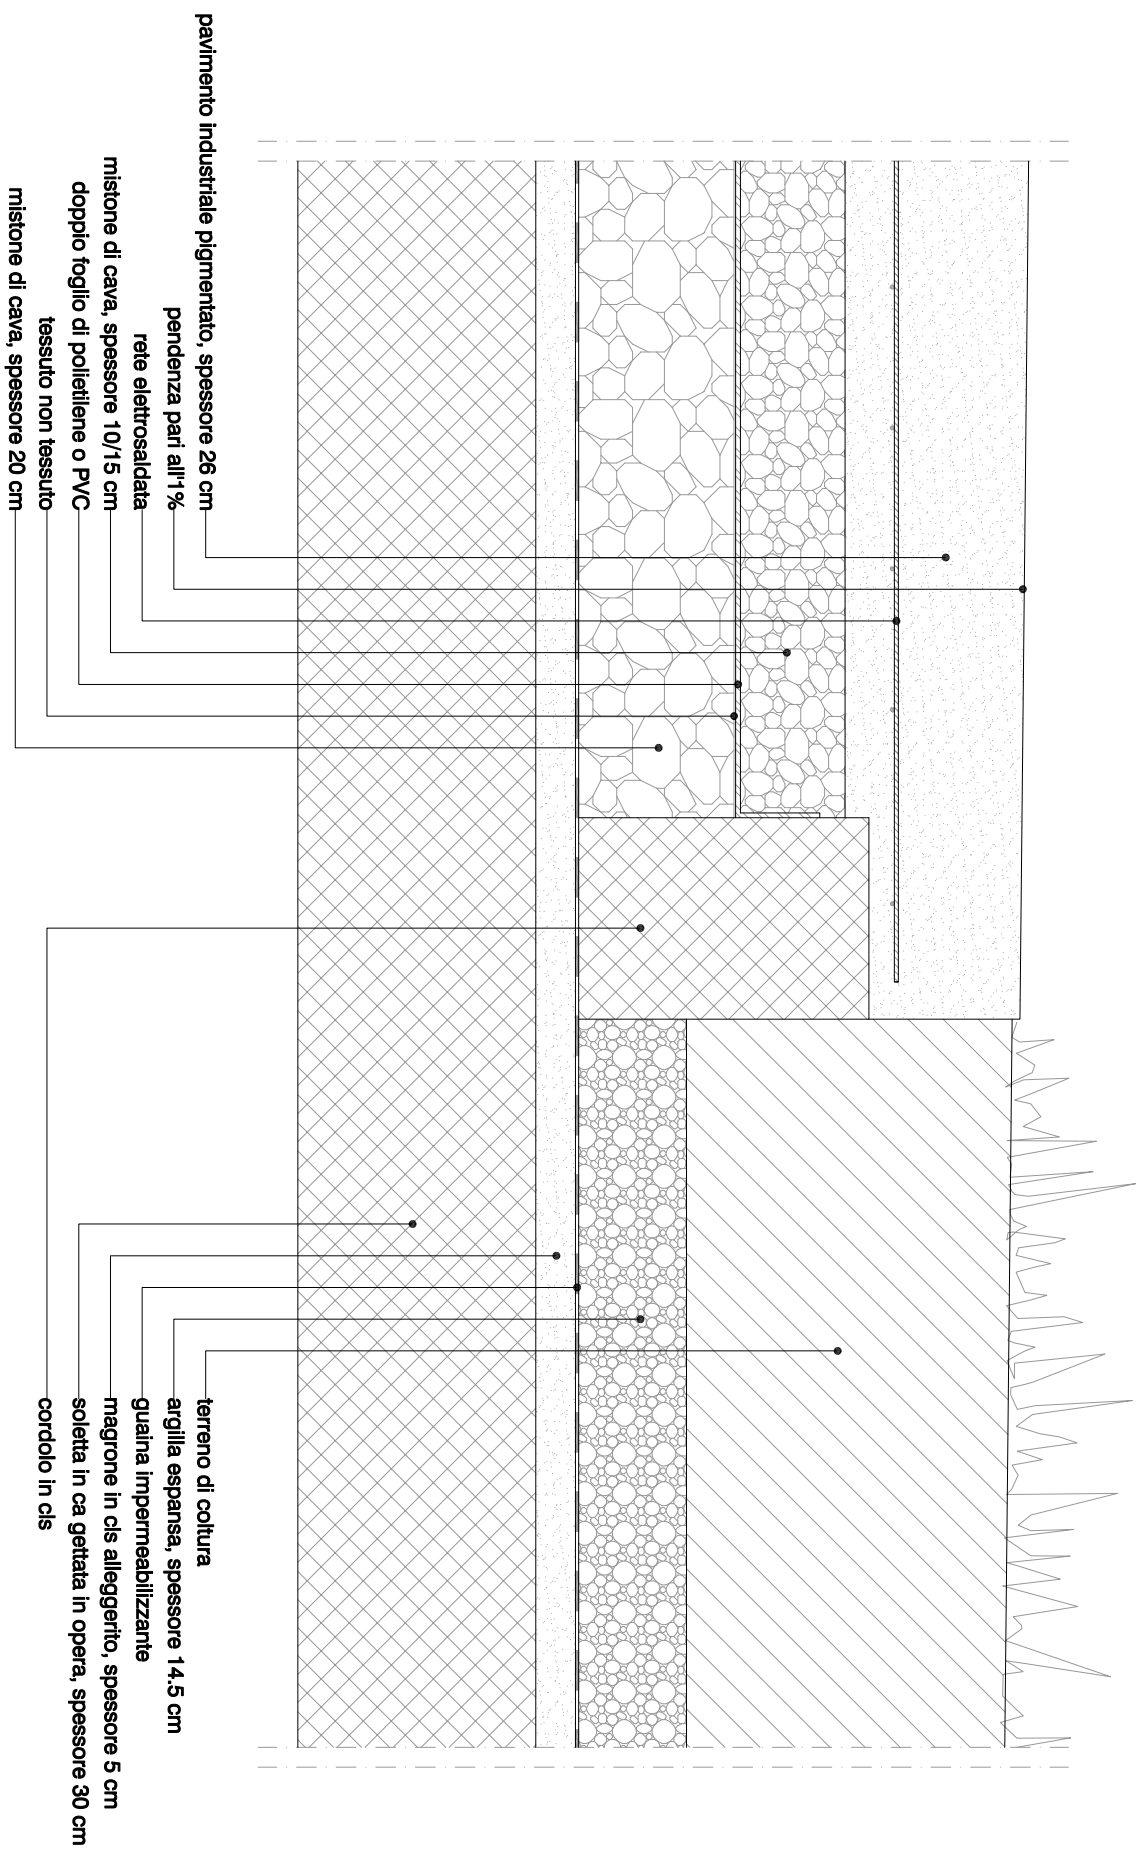 pavimento industriale pigmentato, spessore 26 cm
pendenza pari all'1%
rete elettrosaldata
mistone di cava, spessore 10/15 cm
doppio foglio di polietilene o PVC
tessuto non tessuto
mistone di cava, spessore 20 cm
terreno di coltura
argilla espansa, spessore 14.5 cm
guaina impermeabilizzante
magrone in cls alleggerito, spessore 5 cm
soletta in ca gettata in opera, spessore 30 cm
cordolo in cls